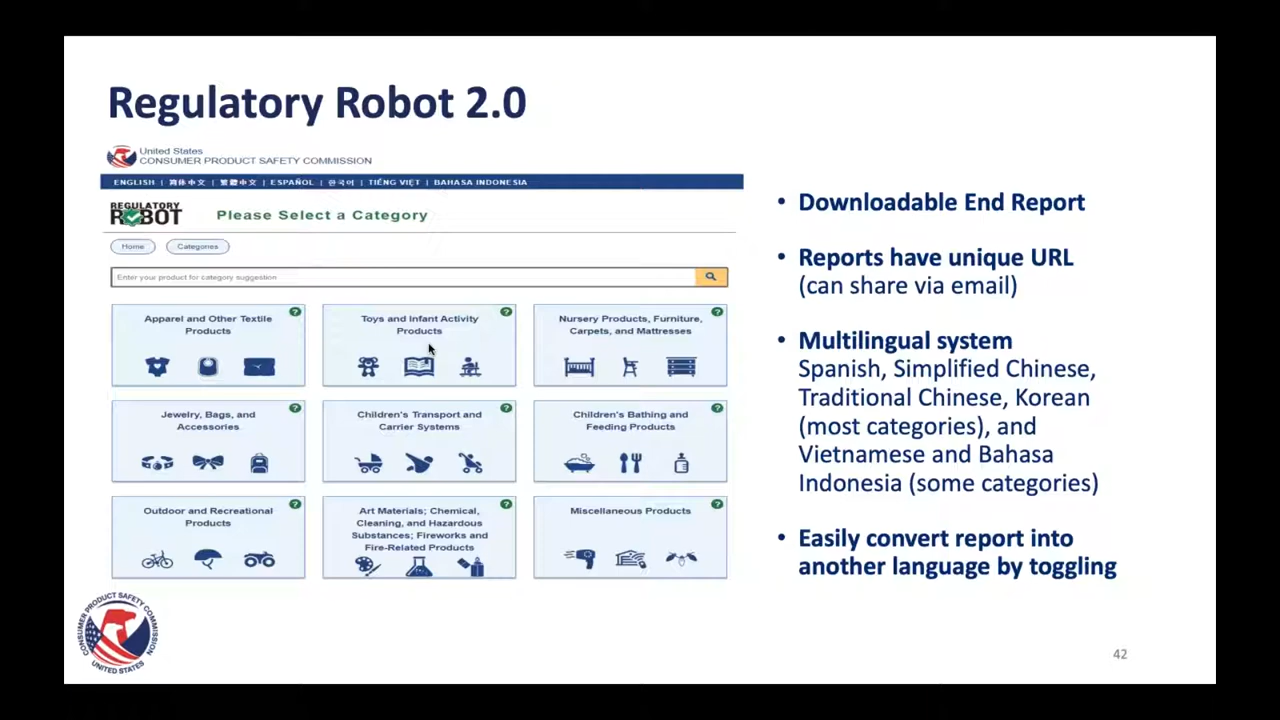 Regulatory Robot 2.0
United States
CONSUMER PRODUCT SAFETY COMMISSION
ENGLISH | 简体中文 | 繁體中文 | ESPAÑOL | 한국어 | TIẾNG VIỆT | BAHASA INDONESIA
REGULATORY
ROBOT
Please Select a Category
Home
Categories
Enter your product for category suggestion
Apparel and Other Textile
Products
?
Toys and Infant Activity
Products
?
Nursery Products, Furniture,
Carpets, and Mattresses
?
Jewelry, Bags, and
Accessories
?
Children's Transport and
Carrier Systems
?
Children's Bathing and
Feeding Products
?
Outdoor and Recreational
Products
?
Art Materials; Chemical,
Cleaning, and Hazardous
Substances; Fireworks and
Fire-Related Products
?
Miscellaneous Products
?
• Downloadable End Report
• Reports have unique URL
(can share via email)
• Multilingual system
Spanish, Simplified Chinese,
Traditional Chinese, Korean
(most categories), and
Vietnamese and Bahasa
Indonesia (some categories)
• Easily convert report into
another language by toggling
CONSUMER PRODUCT SAFETY COMMISSION
UNITED STATES
42